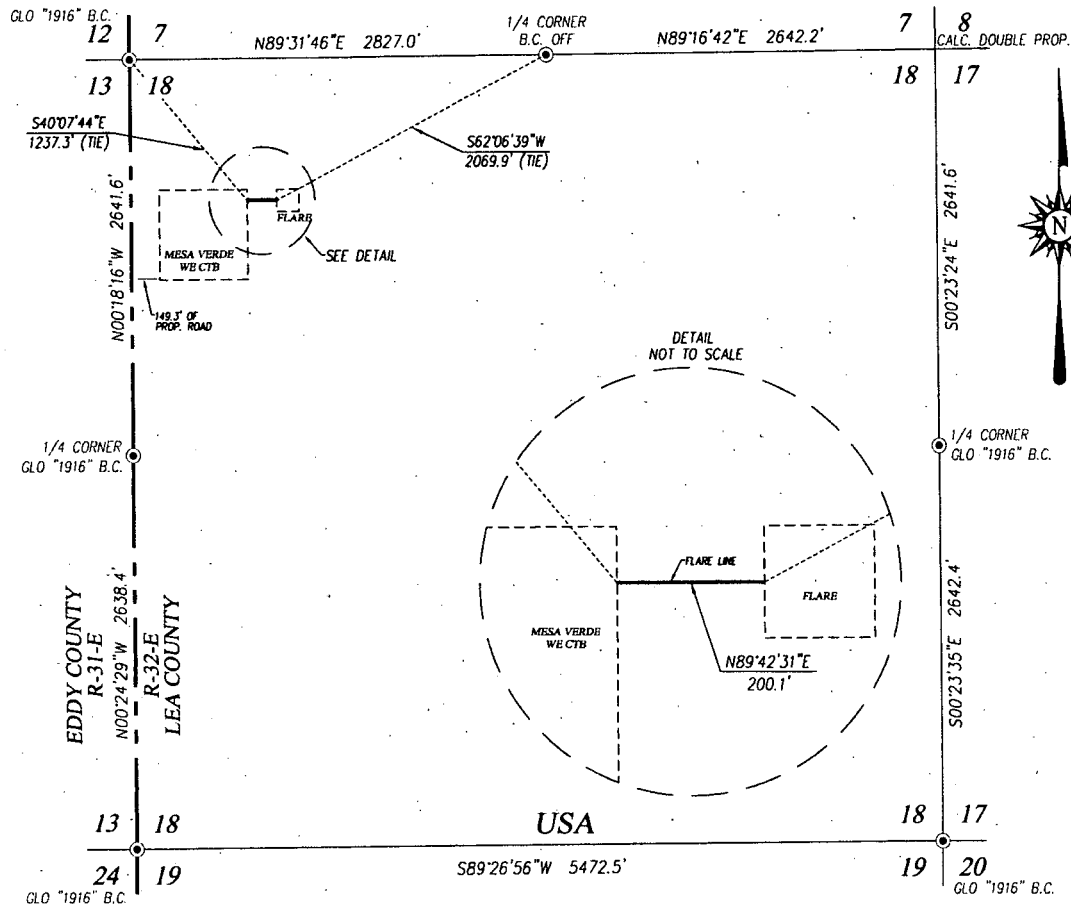 GLO "1916" B.C.
12 7
N89°31'46"E 2827.0'
1/4 CORNER
B.C. OFF
N89°16'42"E 2642.2'
7 8
CALC. DOUBLE PROP.
13 18
18 17
S40°07'44"E
1237.3' (TIE)
S62°06'39"W
2069.9' (TIE)
N00°18'16"W 2641.6'
S00°23'24"E 2641.6'
N
FLARE
MESA VERDE
WE CTB
SEE DETAIL
149.3' OF
PROP. ROAD
DETAIL
NOT TO SCALE
1/4 CORNER
GLO "1916" B.C.
1/4 CORNER
GLO "1916" B.C.
FLARE LINE
FLARE
MESA VERDE
WE CTB
N89°42'31"E
200.1'
EDDY COUNTY
R-31-E
N00°24'29"W 2638.4'
R-32-E
LEA COUNTY
S00°23'35"E 2642.4'
13 18
USA
18 17
S89°26'56"W 5472.5'
24 19
19 20
GLO "1916" B.C.
GLO "1916" B.C.